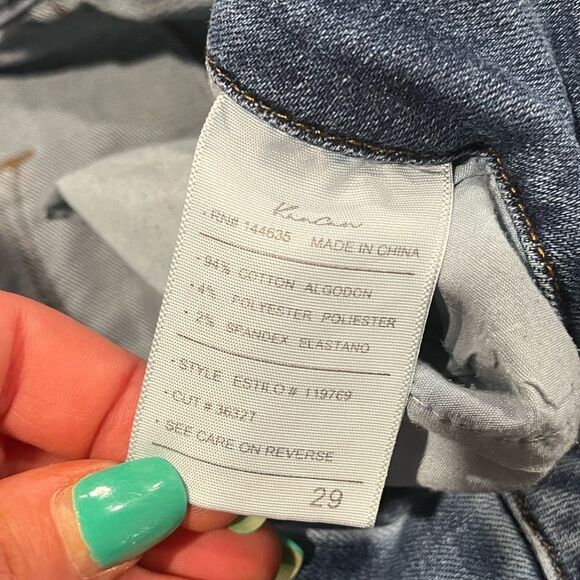 KanCan
· RN# 144635 MADE IN CHINA
· 94% COTTON ALGODON
· 4% POLYESTER POLIESTER
· 2% SPANDEX ELASTANO
· STYLE ESTILO # 119769
· CUT # 3632T
· SEE CARE ON REVERSE
29